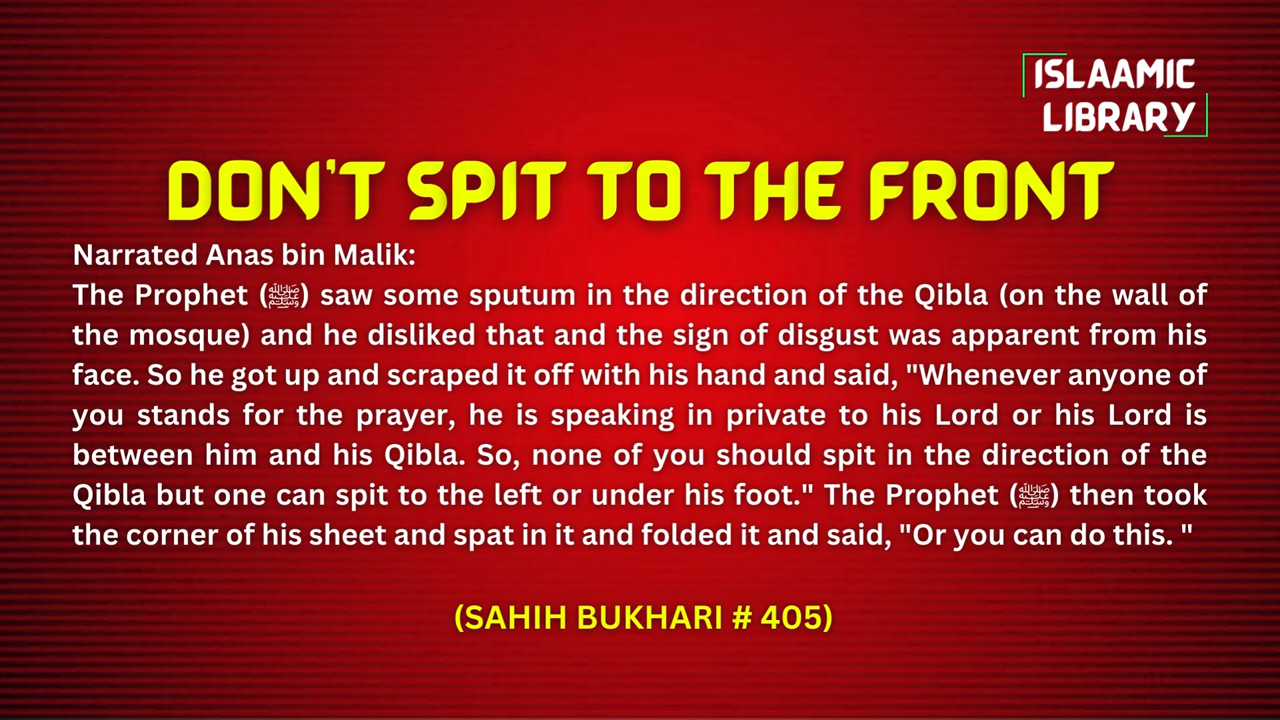 ISLAAMIC
LIBRARY
DON'T SPIT TO THE FRONT
Narrated Anas bin Malik:
The Prophet (ﷺ) saw some sputum in the direction of the Qibla (on the wall of
the mosque) and he disliked that and the sign of disgust was apparent from his
face. So he got up and scraped it off with his hand and said, "Whenever anyone of
you stands for the prayer, he is speaking in private to his Lord or his Lord is
between him and his Qibla. So, none of you should spit in the direction of the
Qibla but one can spit to the left or under his foot." The Prophet (ﷺ) then took
the corner of his sheet and spat in it and folded it and said, "Or you can do this. "
(SAHIH BUKHARI # 405)